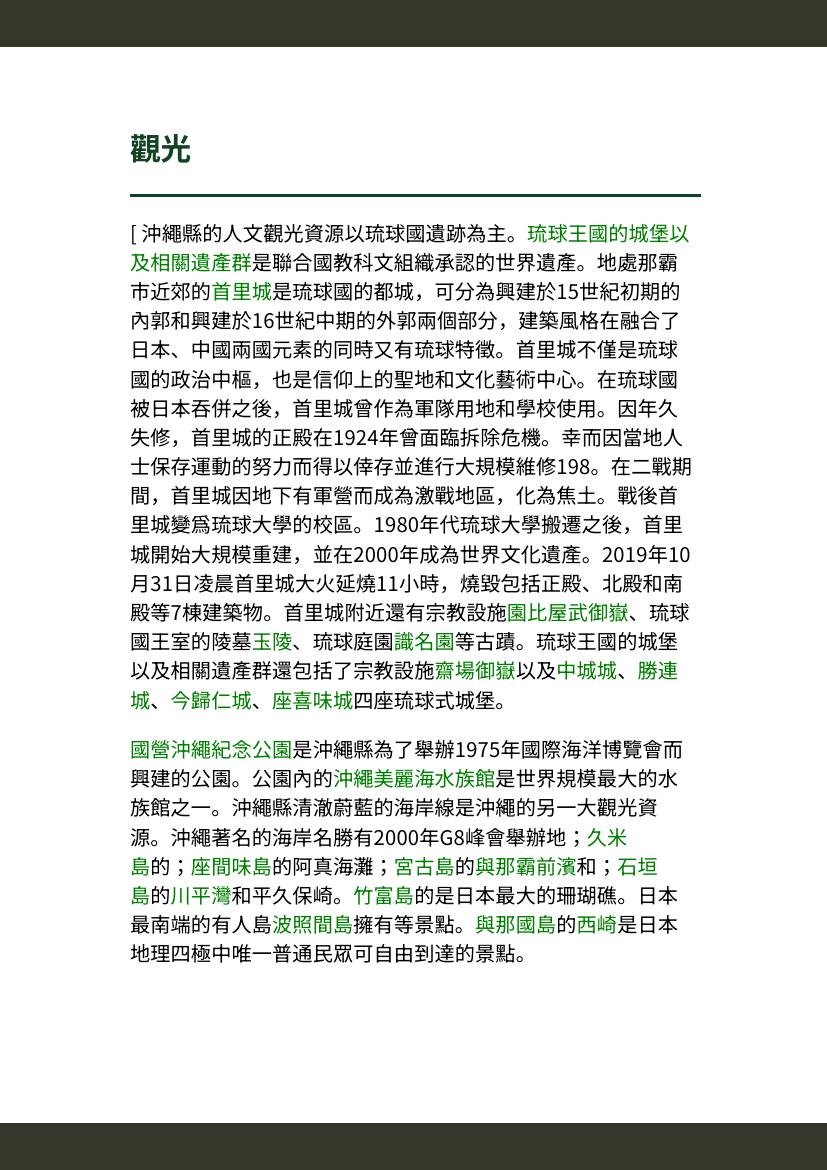 觀光
[ 沖繩縣的人文觀光資源以琉球國遺跡為主。琉球王國的城堡以
及相關遺產群是聯合國教科文組織承認的世界遺產。地處那霸
市近郊的首里城是琉球國的都城，可分為興建於15世紀初期的
內郭和興建於16世紀中期的外郭兩個部分，建築風格在融合了
日本、中國兩國元素的同時又有琉球特徵。首里城不僅是琉球
國的政治中樞，也是信仰上的聖地和文化藝術中心。在琉球國
被日本吞併之後，首里城曾作為軍隊用地和學校使用。因年久
失修，首里城的正殿在1924年曾面臨拆除危機。幸而因當地人
士保存運動的努力而得以倖存並進行大規模維修198。在二戰期
間，首里城因地下有軍營而成為激戰地區，化為焦土。戰後首
里城變爲琉球大學的校區。1980年代琉球大學搬遷之後，首里
城開始大規模重建，並在2000年成為世界文化遺產。2019年10
月31日凌晨首里城大火延燒11小時，燒毀包括正殿、北殿和南
殿等7棟建築物。首里城附近還有宗教設施園比屋武御嶽、琉球
國王室的陵墓玉陵、琉球庭園識名園等古蹟。琉球王國的城堡
以及相關遺產群還包括了宗教設施齋場御嶽以及中城城、勝連
城、今歸仁城、座喜味城四座琉球式城堡。
國營沖繩紀念公園是沖繩縣為了舉辦1975年國際海洋博覽會而
興建的公園。公園內的沖繩美麗海水族館是世界規模最大的水
族館之一。沖繩縣清澈蔚藍的海岸線是沖繩的另一大觀光資
源。沖繩著名的海岸名勝有2000年G8峰會舉辦地；久米
島的；座間味島的阿真海灘；宮古島的與那霸前濱和；石垣
島的川平灣和平久保崎。竹富島的是日本最大的珊瑚礁。日本
最南端的有人島波照間島擁有等景點。與那國島的西崎是日本
地理四極中唯一普通民眾可自由到達的景點。